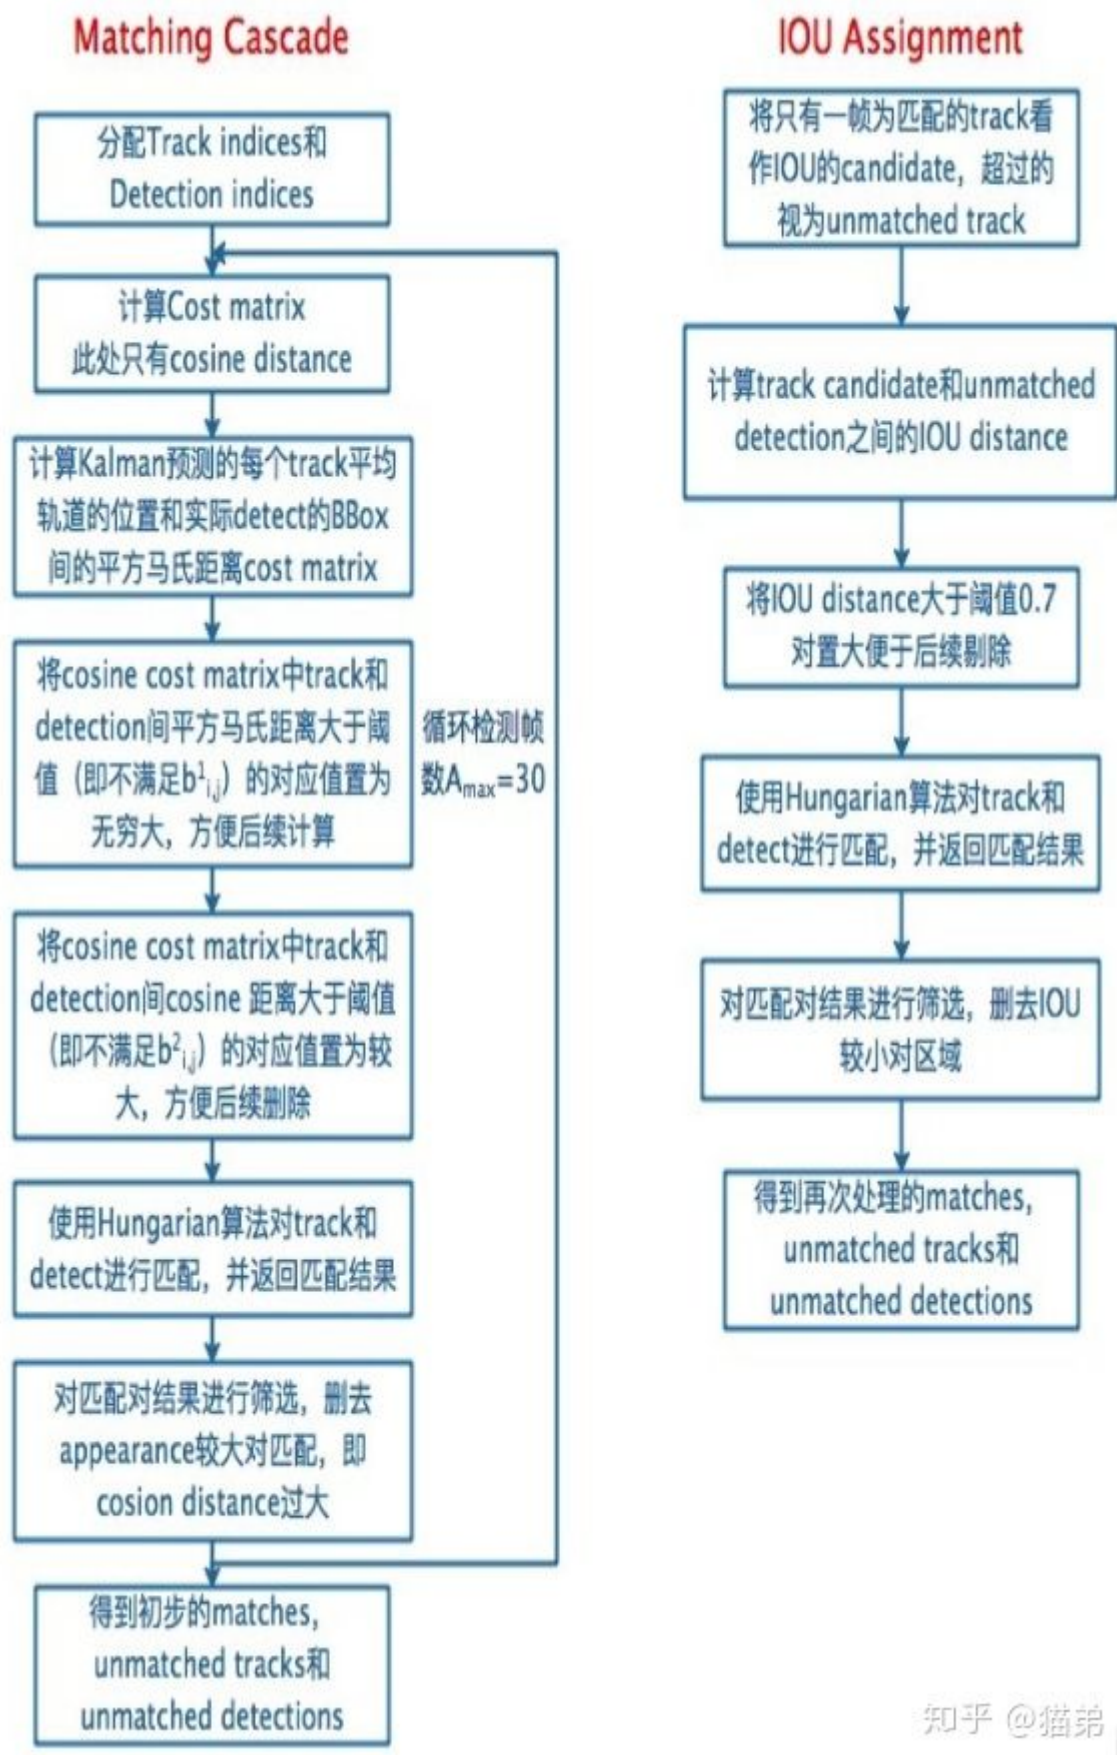 Matching Cascade
分配Track indices和
Detection indices
计算Cost matrix
此处只有cosine distance
计算Kalman预测的每个track平均
轨道的位置和实际detect的BBox
间的平方马氏距离cost matrix
将cosine cost matrix中track和
detection间平方马氏距离大于阈
值（即不满足b¹i,j）的对应值置为
无穷大，方便后续计算
循环检测帧
数Amax=30
将cosine cost matrix中track和
detection间cosine 距离大于阈值
（即不满足b²i,j）的对应值置为较
大，方便后续删除
使用Hungarian算法对track和
detect进行匹配，并返回匹配结果
对匹配对结果进行筛选，删去
appearance较大对匹配，即
cosion distance过大
得到初步的matches,
unmatched tracks和
unmatched detections
IOU Assignment
将只有一帧为匹配的track看
作IOU的candidate，超过的
视为unmatched track
计算track candidate和unmatched
detection之间的IOU distance
将IOU distance大于阈值0.7
对置大便于后续剔除
使用Hungarian算法对track和
detect进行匹配，并返回匹配结果
对匹配对结果进行筛选，删去IOU
较小对区域
得到再次处理的matches,
unmatched tracks和
unmatched detections
知乎 @猫弟